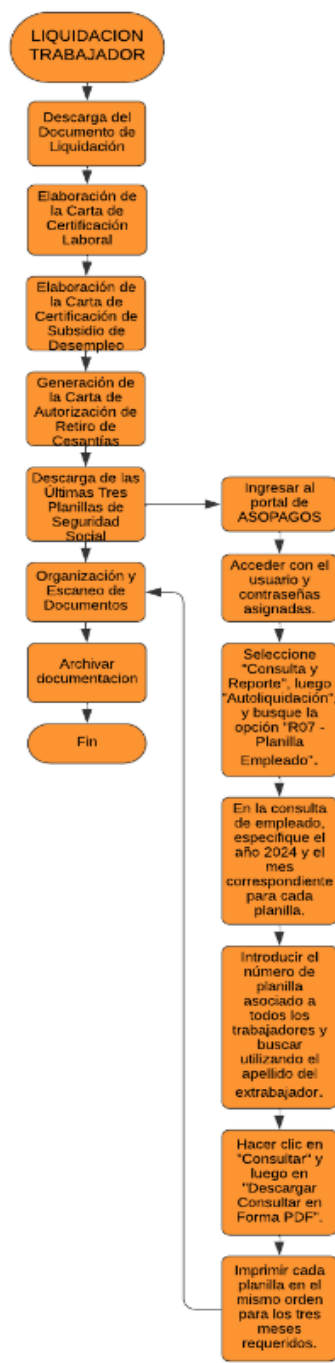 LIQUIDACION
TRABAJADOR
Descarga del
Documento de
Liquidación
Elaboración de
la Carta de
Certificación
Laboral
Elaboración de
la Carta de
Certificación de
Subsidio de
Desempleo
Generación de
la Carta de
Autorización de
Retiro de
Cesantías
Descarga de las
Últimas Tres
Planillas de
Seguridad
Social
Organización y
Escaneo de
Documentos
Archivar
documentacion
Fin
Ingresar al
portal de
ASOPAGOS
Acceder con el
usuario y
contraseñas
asignadas.
Seleccione
"Consulta y
Reporte", luego
"Autoliquidación",
y busque la
opción "R07 -
Planilla
Empleado".
En la consulta
de empleado,
especifique el
año 2024 y el
mes
correspondiente
para cada
planilla.
Introducir el
número de
planilla
asociado a
todos los
trabajadores y
buscar
utilizando el
apellido del
extrabajador.
Hacer clic en
"Consultar" y
luego en
"Descargar
Consultar en
Forma PDF".
Imprimir cada
planilla en el
mismo orden
para los tres
meses
requeridos.